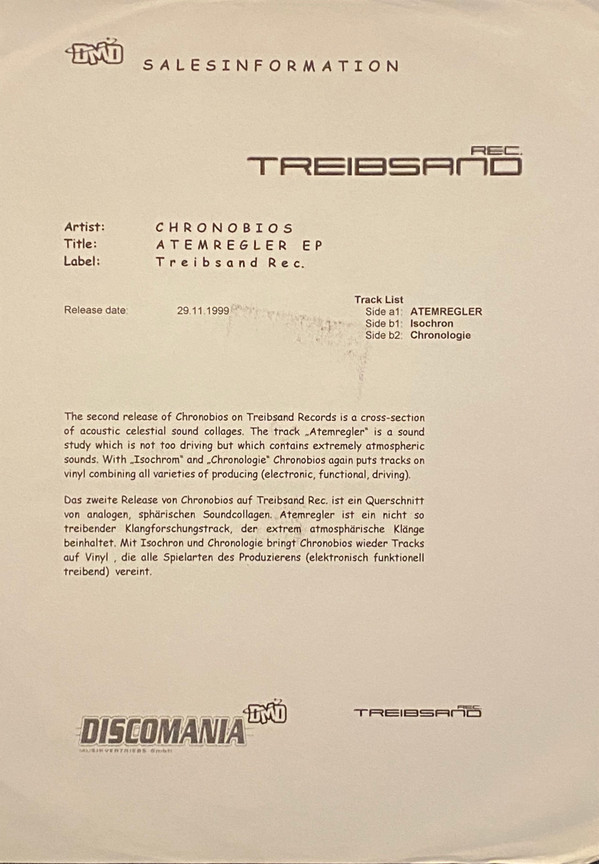 DMD SALESINFORMATION
REC.
TREIBSAND
Artist: CHRONOBIOS
Title: ATEMREGLER EP
Label: Treibsand Rec.
Release date: 29.11.1999
Track List
Side a1: ATEMREGLER
Side b1: Isochron
Side b2: Chronologie
The second release of Chronobios on Treibsand Records is a cross-section
of acoustic celestial sound collages. The track „Atemregler“ is a sound
study which is not too driving but which contains extremely atmospheric
sounds. With „Isochrom“ and „Chronologie“ Chronobios again puts tracks on
vinyl combining all varieties of producing (electronic, functional, driving).
Das zweite Release von Chronobios auf Treibsand Rec. ist ein Querschnitt
von analogen, sphärischen Soundcollagen. Atemregler ist ein nicht so
treibender Klangforschungstrack, der extrem atmosphärische Klänge
beinhaltet. Mit Isochron und Chronologie bringt Chronobios wieder Tracks
auf Vinyl , die alle Spielarten des Produzierens (elektronisch funktionell
treibend) vereint.
DISCOMANIA DMD
MUSIKVERTRIEBS GmbH
REC.
TREIBSAND